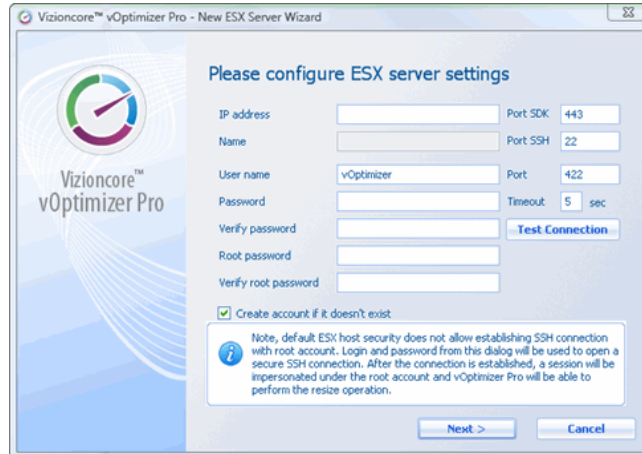 Vizioncore™ vOptimizer Pro - New ESX Server Wizard
Vizioncore™
vOptimizer Pro
Please configure ESX server settings
IP address
Port SDK 443
Name
Port SSH 22
User name vOptimizer
Port 422
Password
Timeout 5 sec
Verify password
Test Connection
Root password
Verify root password
Create account if it doesn't exist
Note, default ESX host security does not allow establishing SSH connection
with root account. Login and password from this dialog will be used to open a
secure SSH connection. After the connection is established, a session will be
impersonated under the root account and vOptimizer Pro will be able to
perform the resize operation.
Next >
Cancel